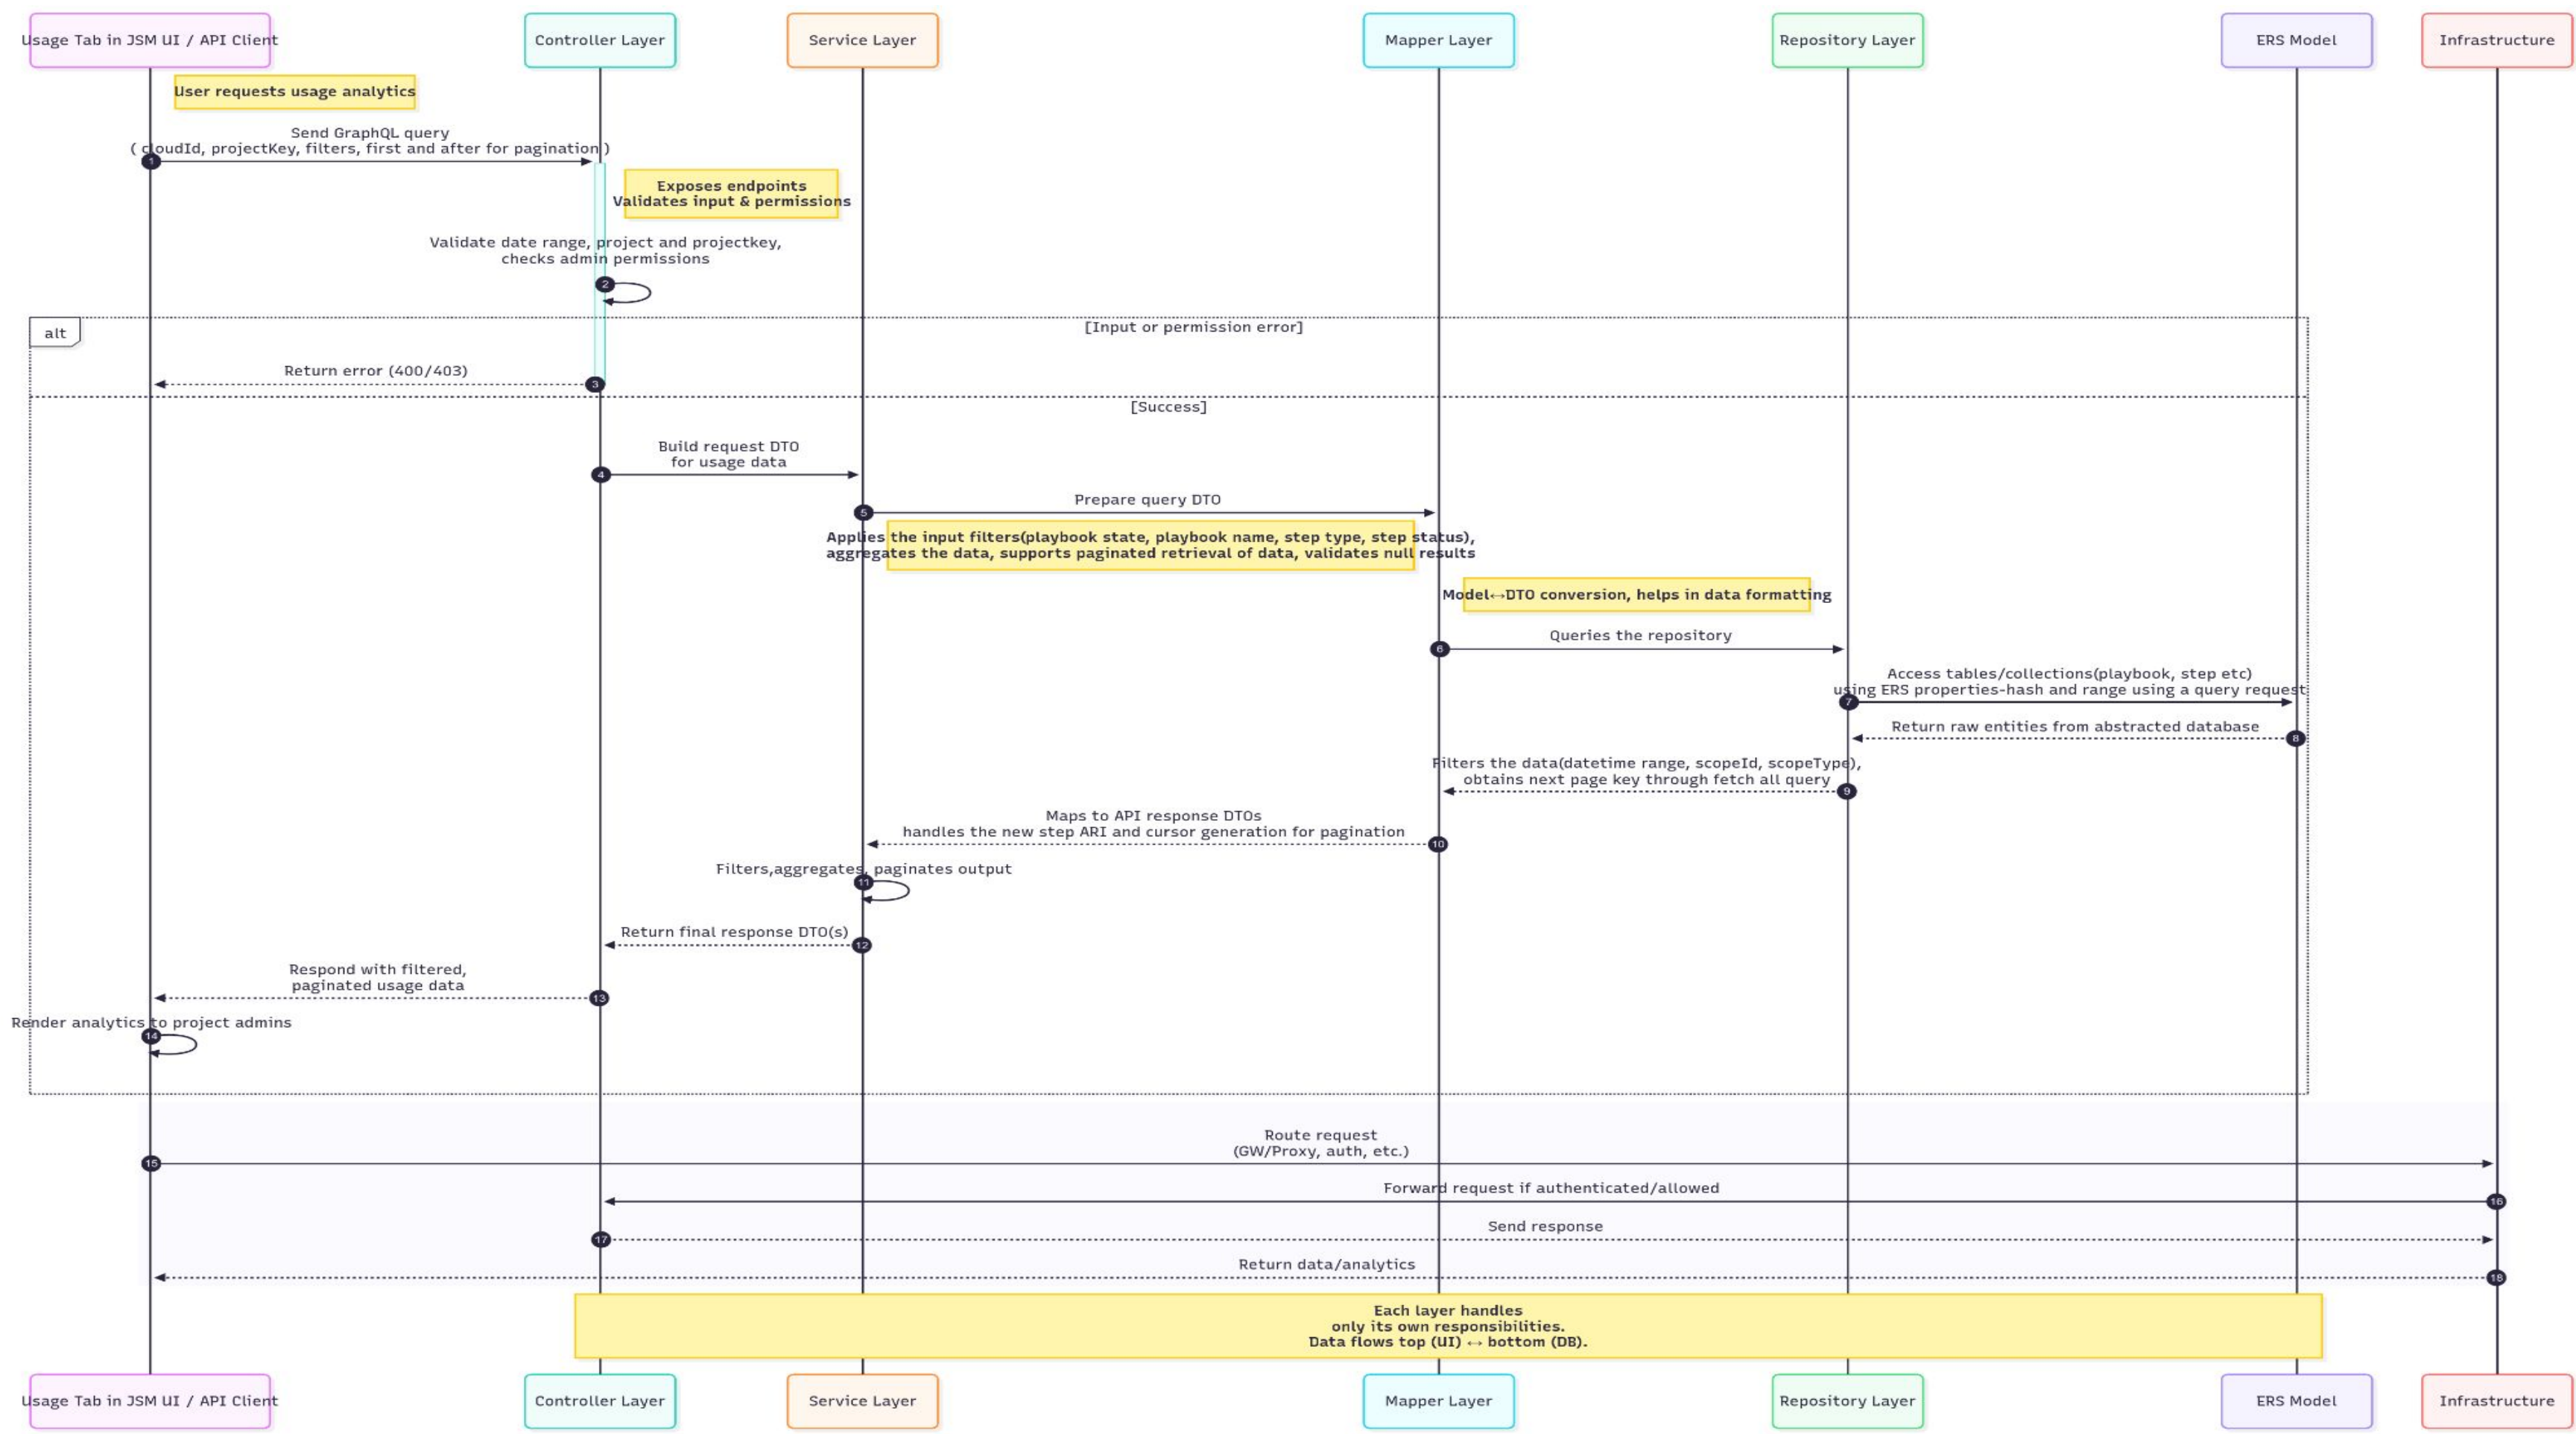 Usage Tab in JSM UI / API Client
Controller Layer
Service Layer
Mapper Layer
Repository Layer
ERS Model
Infrastructure
User requests usage analytics
Send GraphQL query
( cloudId, projectKey, filters, first and after for pagination )
1
Exposes endpoints
Validates input & permissions
Validate date range, project and projectkey,
checks admin permissions
2
alt
[Input or permission error]
Return error (400/403)
3
[Success]
Build request DTO
for usage data
4
Prepare query DTO
5
Applies the input filters(playbook state, playbook name, step type, step status),
aggregates the data, supports paginated retrieval of data, validates null results
Model↔DTO conversion, helps in data formatting
Queries the repository
6
Access tables/collections(playbook, step etc)
using ERS properties-hash and range using a query request
7
Return raw entities from abstracted database
8
Filters the data(datetime range, scopeId, scopeType),
obtains next page key through fetch all query
9
Maps to API response DTOs
handles the new step ARI and cursor generation for pagination
10
Filters,aggregates, paginates output
11
Return final response DTO(s)
12
Respond with filtered,
paginated usage data
13
Render analytics to project admins
14
Route request
(GW/Proxy, auth, etc.)
15
Forward request if authenticated/allowed
16
Send response
17
Return data/analytics
18
Each layer handles
only its own responsibilities.
Data flows top (UI) ↔ bottom (DB).
Usage Tab in JSM UI / API Client
Controller Layer
Service Layer
Mapper Layer
Repository Layer
ERS Model
Infrastructure